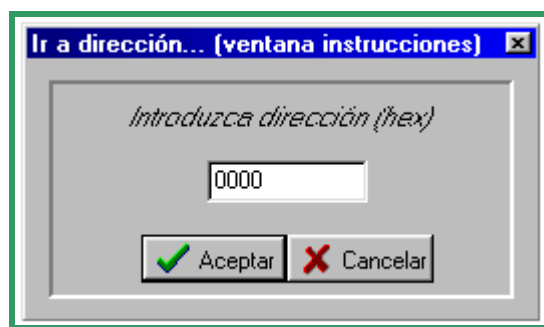 Ir a dirección... (ventana instrucciones)
Introduzca dirección (hex)
0000
Aceptar Cancelar